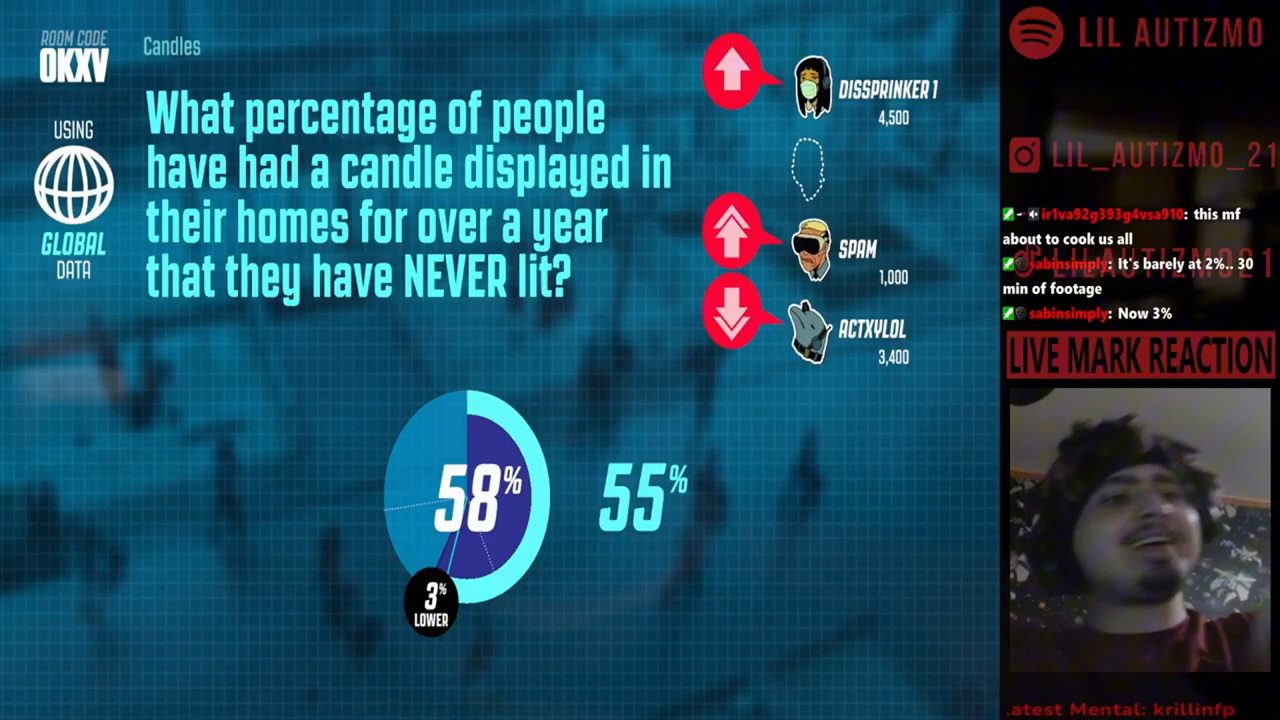 ROOM CODE
OKXV
Candles
What percentage of people
have had a candle displayed in
their homes for over a year
that they have NEVER lit?
USING
GLOBAL
DATA
DISSPRINKER1
4,500
SPAM
1,000
ACTXYLOL
3,400
58%
55%
3%
LOWER
LIL AUTIZMO
LIL_AUTIZMO_21
LILAUTIZMO21
ir1va92g393g4vsa910: this mf
about to cook us all
sabinsimply: It's barely at 2%.. 30
min of footage
sabinsimply: Now 3%
LIVE MARK REACTION
atest Mental: krillinfp